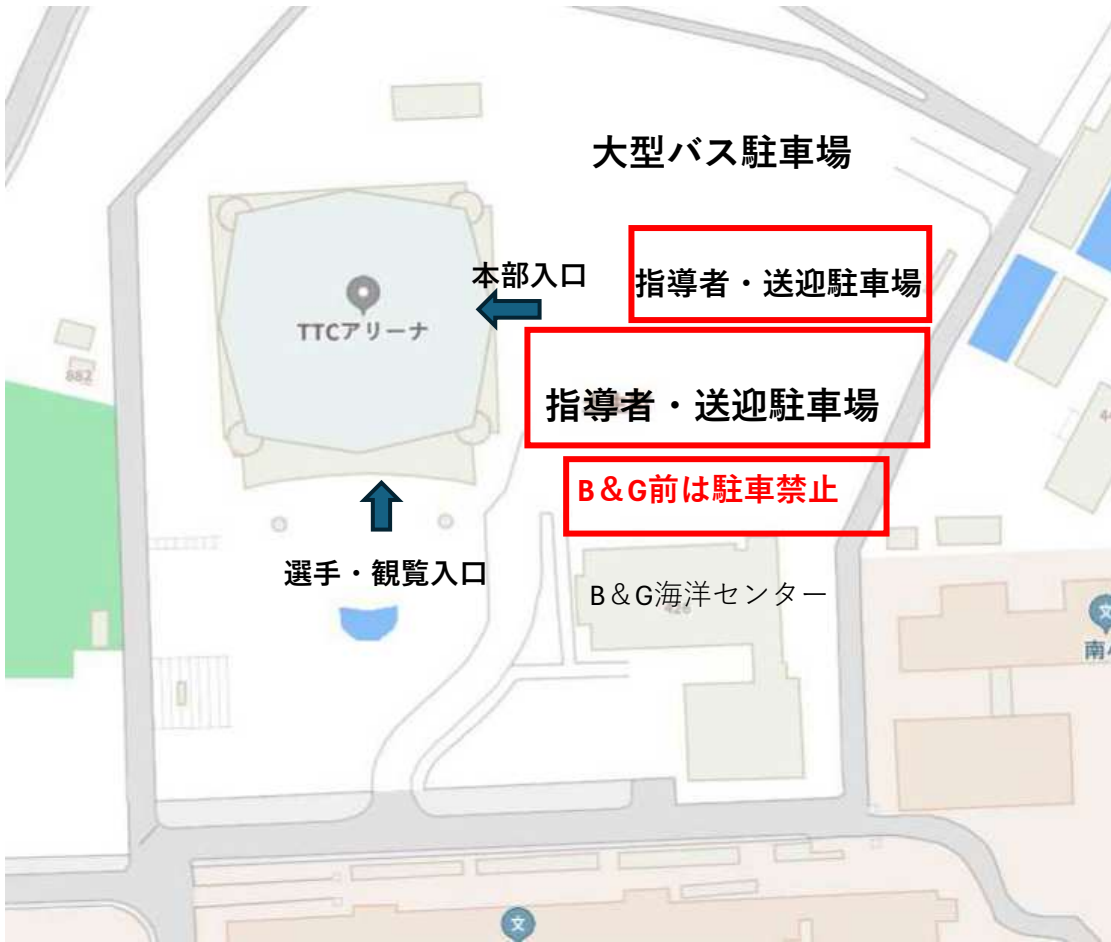 大型バス駐車場
本部入口
指導者・送迎駐車場
TTCアリーナ
882
指導者・送迎駐車場
B&G前は駐車禁止
選手・観覧入口
B&G海洋センター
文
南
文